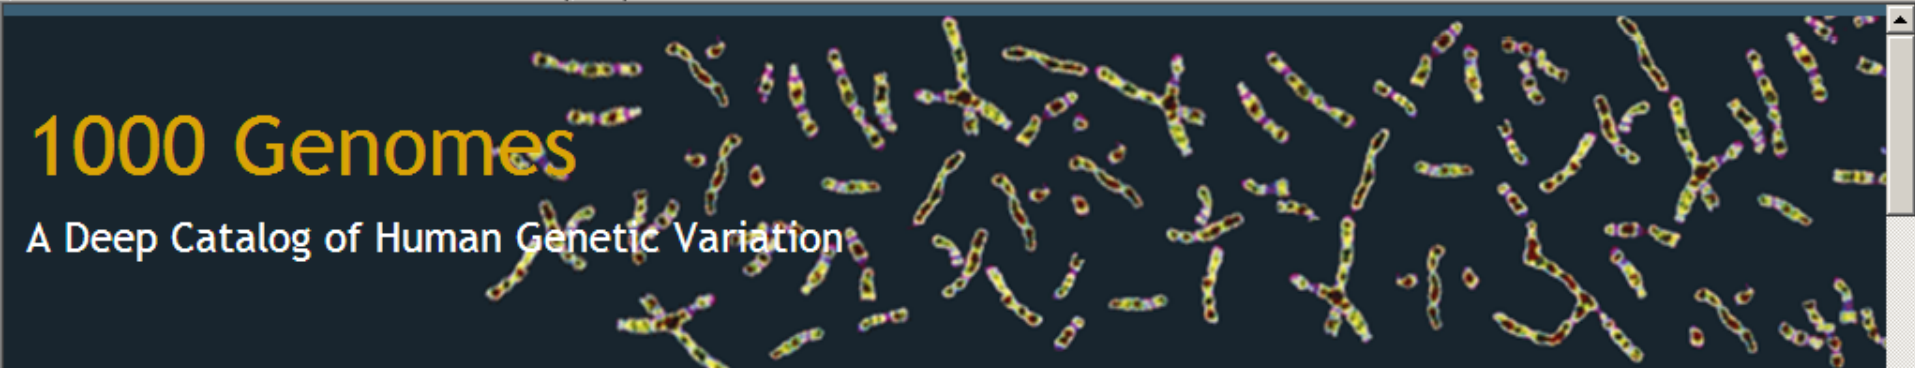 1000 Genomes
A Deep Catalog of Human Genetic Variation